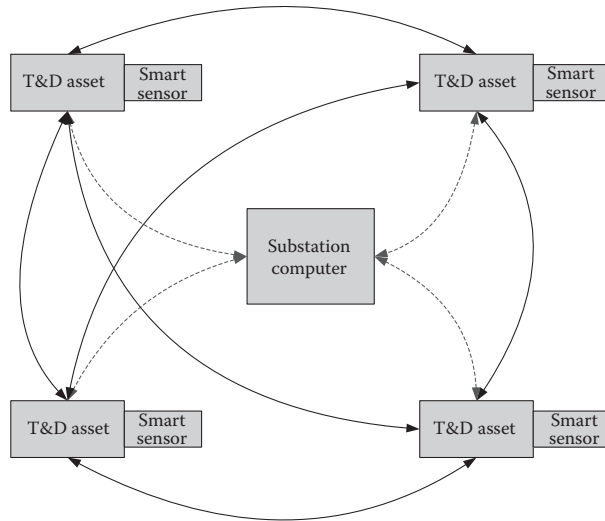 T&D asset
Smart
sensor
T&D asset
Smart
sensor
Substation
computer
T&D asset
Smart
sensor
T&D asset
Smart
sensor